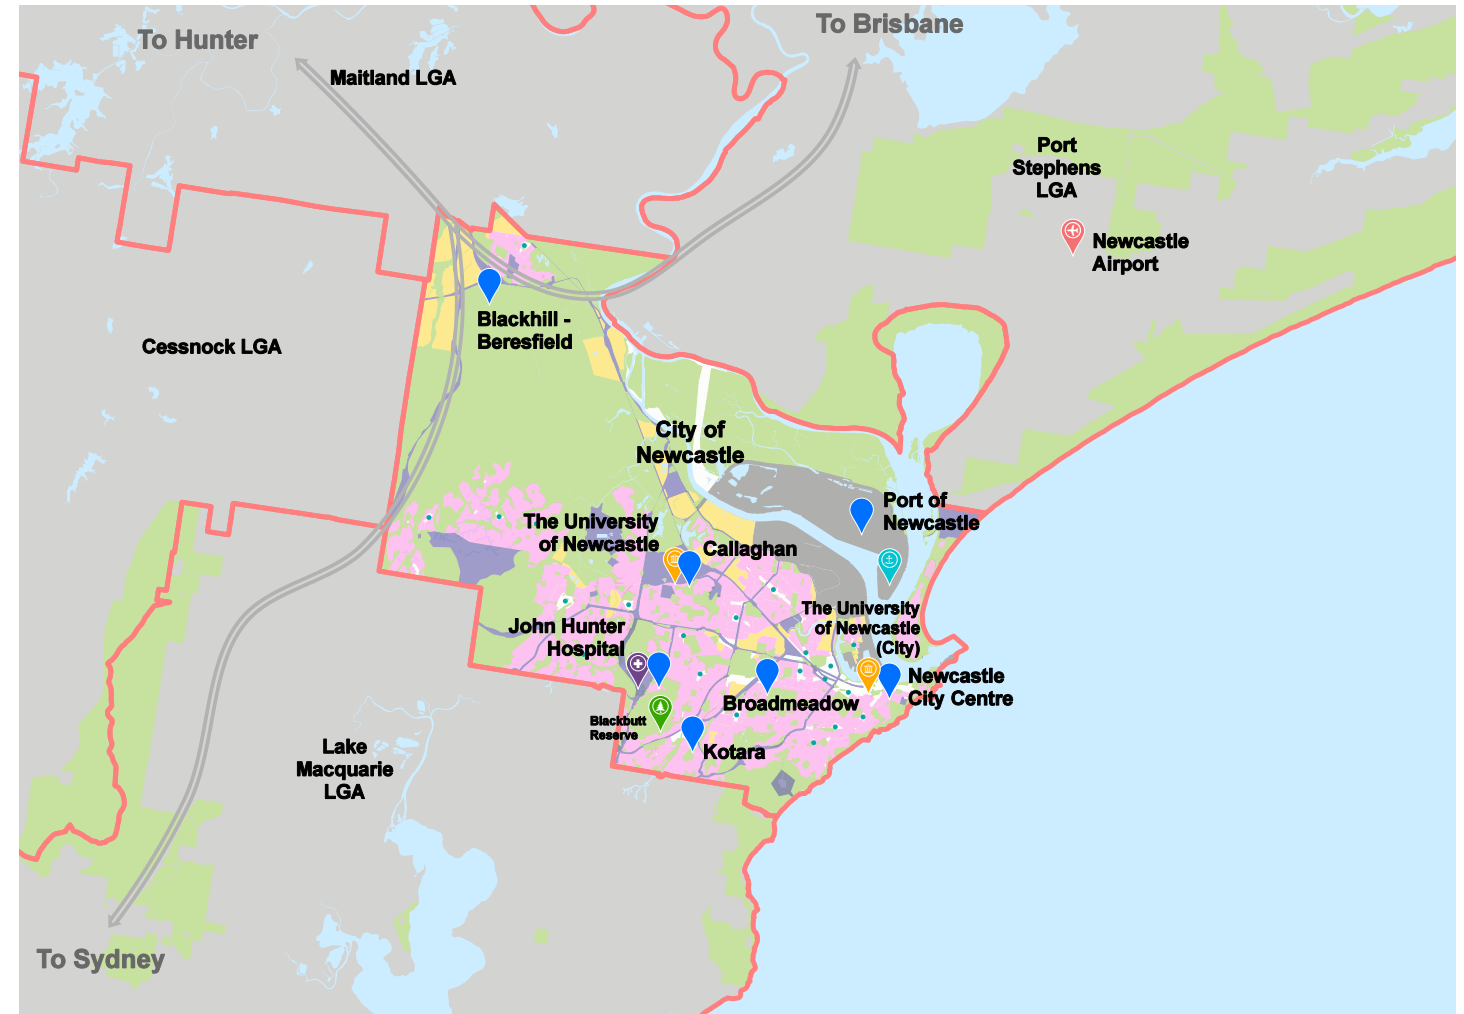 To Hunter
To Brisbane
Maitland LGA
Port
Stephens
LGA
Newcastle
Airport
Blackhill -
Beresfield
Cessnock LGA
City of
Newcastle
Port of
Newcastle
The University
of Newcastle
Callaghan
The University
of Newcastle
(City)
John Hunter
Hospital
Newcastle
City Centre
Broadmeadow
Blackbutt
Reserve
Kotara
Lake
Macquarie
LGA
To Sydney